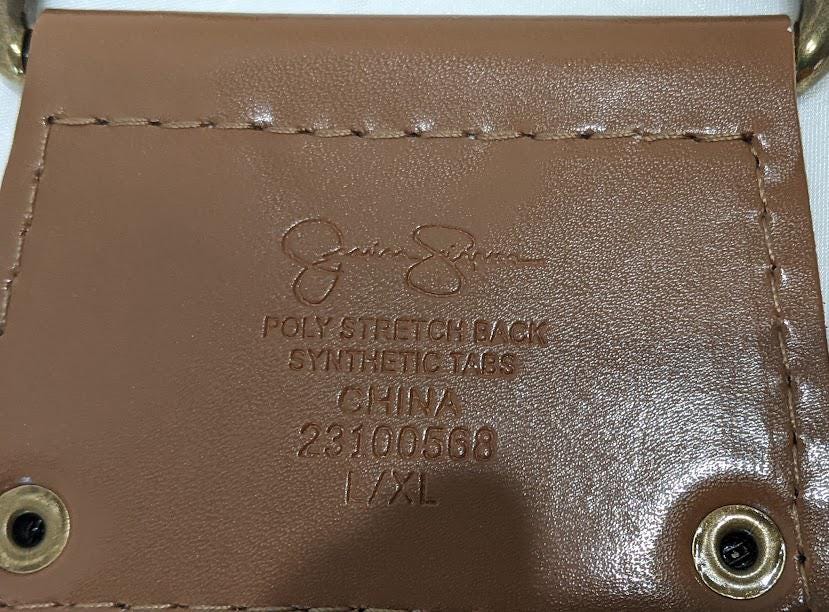 Jessica Simpson
POLY STRETCH BACK
SYNTHETIC TABS
CHINA
23100568
L/XL